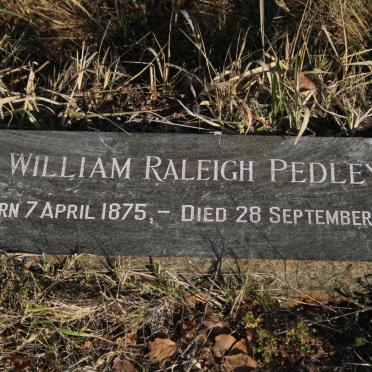 WILLIAM RALEIGH PEDLEY
RN 7 APRIL 1875, - DIED 28 SEPTEMBER